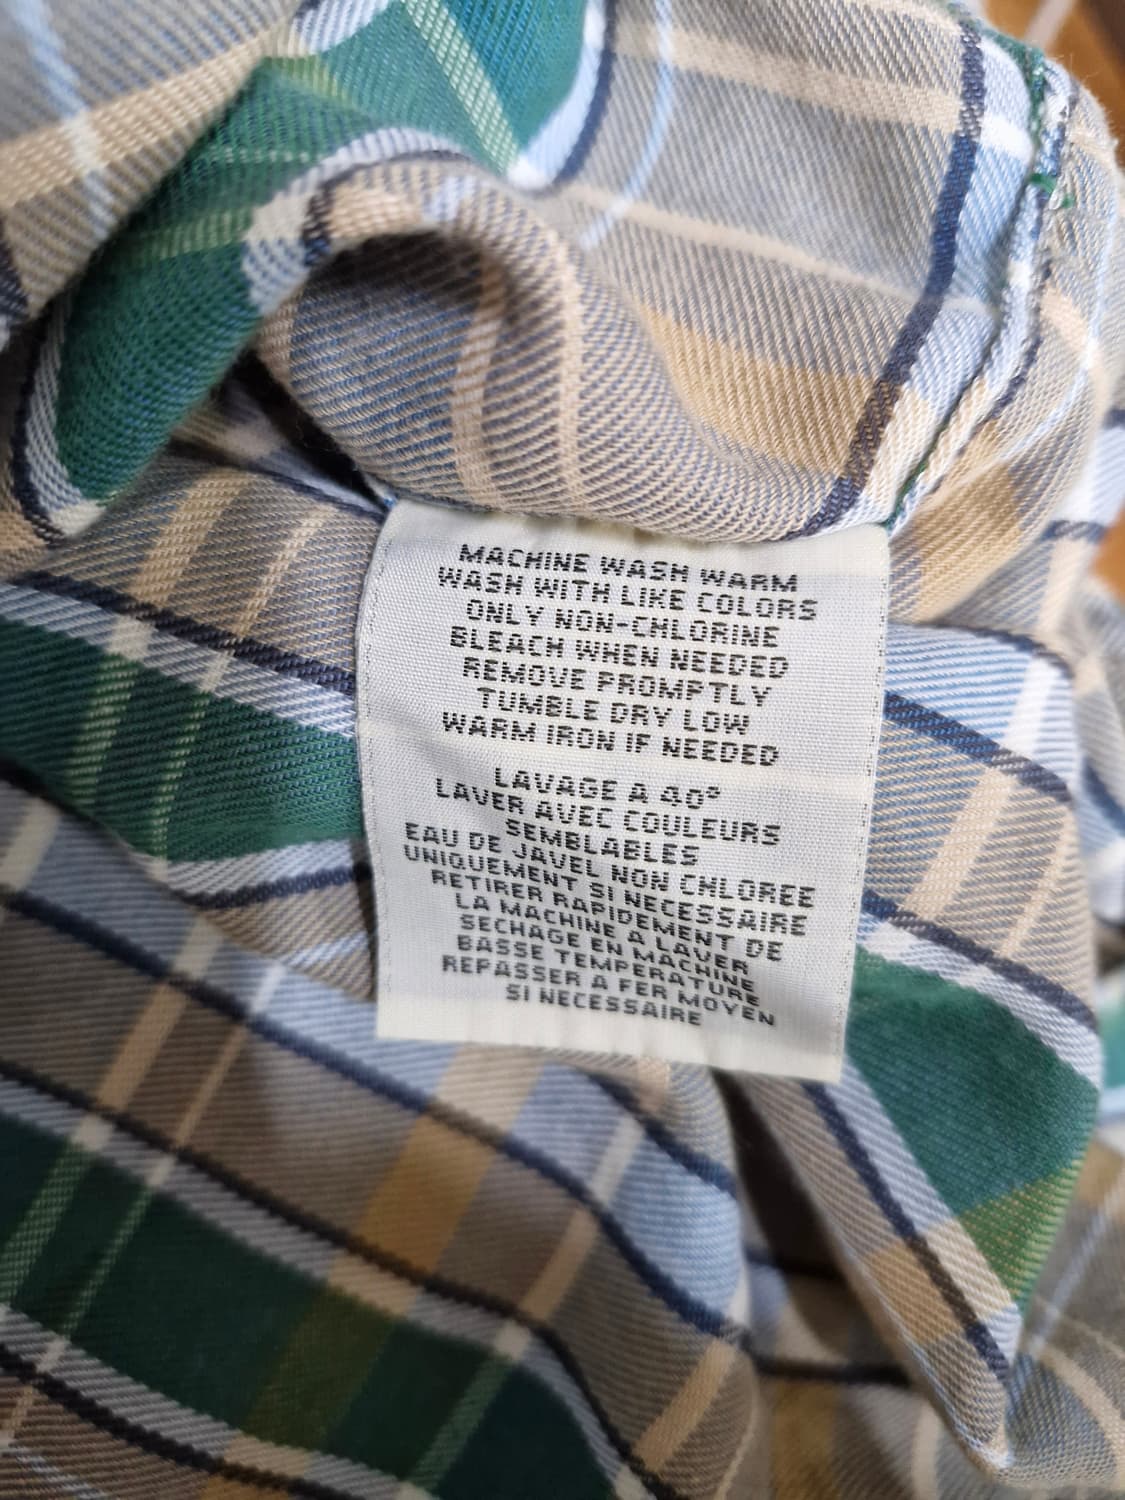 MACHINE WASH WARM
WASH WITH LIKE COLORS
ONLY NON-CHLORINE
BLEACH WHEN NEEDED
REMOVE PROMPTLY
TUMBLE DRY LOW
WARM IRON IF NEEDED
LAVAGE A 40°
LAVER AVEC COULEURS
SEMBLABLES
EAU DE JAVEL NON CHLOREE
UNIQUEMENT SI NECESSAIRE
RETIRER RAPIDEMENT DE
LA MACHINE A LAVER
SECHAGE EN MACHINE
BASSE TEMPERATURE
REPASSER A FER MOYEN
SI NECESSAIRE